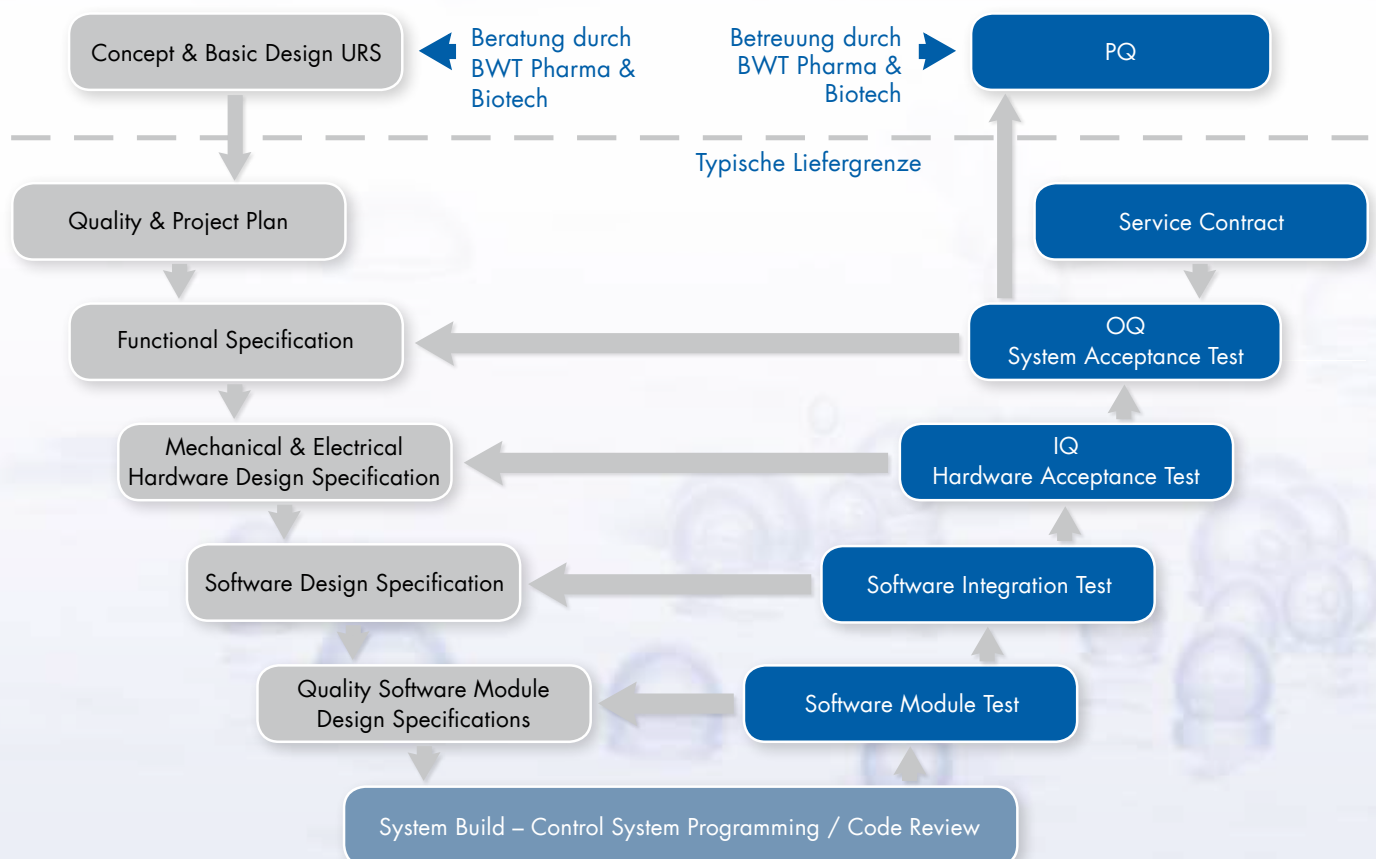 Concept & Basic Design URS
Beratung durch
BWT Pharma &
Biotech
Betreuung durch
BWT Pharma &
Biotech
PQ
Typische Liefergrenze
Quality & Project Plan
Service Contract
Functional Specification
OQ
System Acceptance Test
Mechanical & Electrical
Hardware Design Specification
IQ
Hardware Acceptance Test
Software Design Specification
Software Integration Test
Quality Software Module
Design Specifications
Software Module Test
System Build – Control System Programming / Code Review